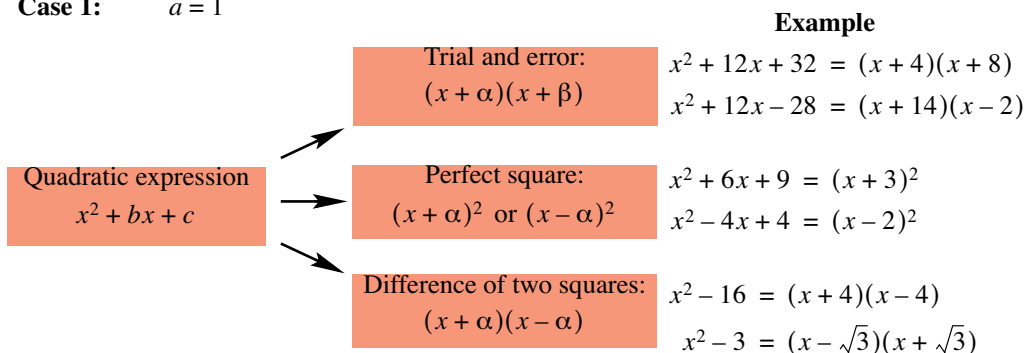 Case 1: a = 1
Example
Trial and error:
(x + α)(x + β)
x² + 12x + 32 = (x + 4)(x + 8)
x² + 12x – 28 = (x + 14)(x – 2)
Quadratic expression
x² + bx + c
Perfect square:
(x + α)² or (x – α)²
x² + 6x + 9 = (x + 3)²
x² – 4x + 4 = (x – 2)²
Difference of two squares:
(x + α)(x – α)
x² – 16 = (x + 4)(x – 4)
x² – 3 = (x – √3)(x + √3)